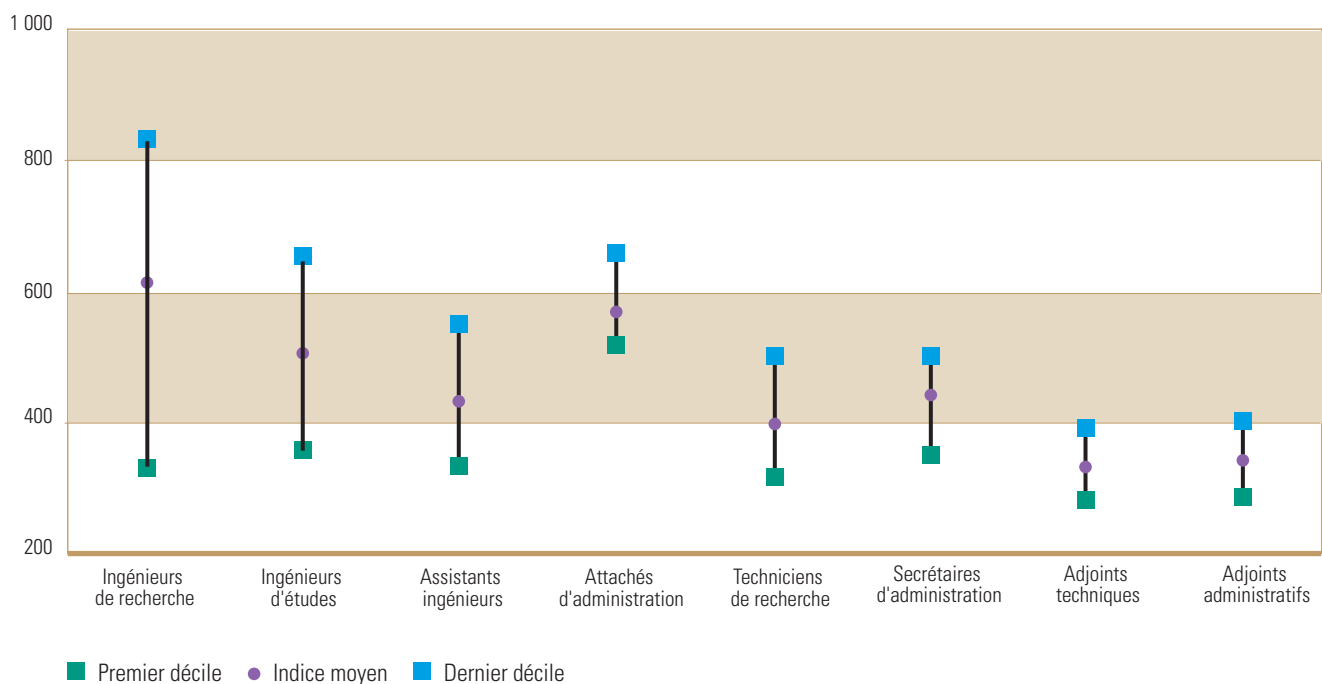 1 000
800
600
400
200
Ingénieurs
de recherche
Ingénieurs
d'études
Assistants
ingénieurs
Attachés
d'administration
Techniciens
de recherche
Secrétaires
d'administration
Adjoints
techniques
Adjoints
administratifs
Premier décile Indice moyen Dernier décile